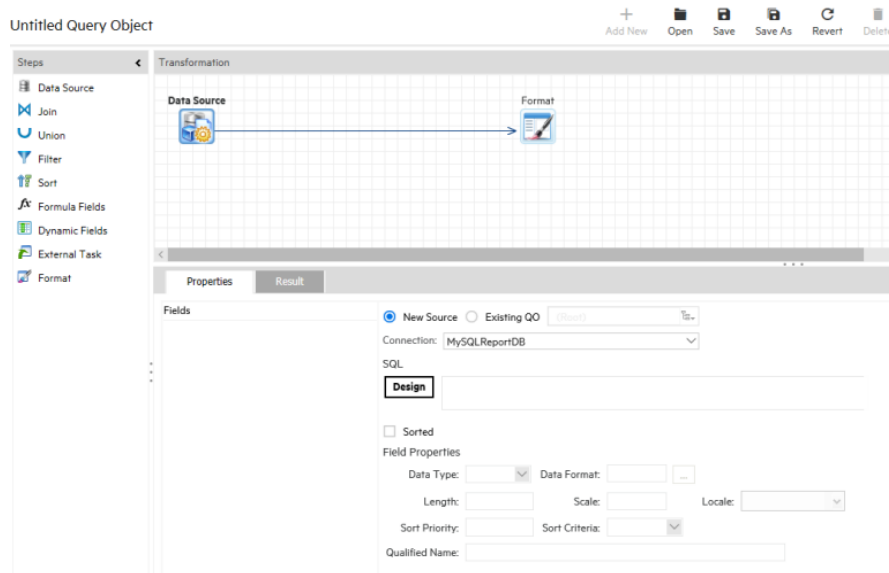 Untitled Query Object
Add New Open Save Save As Revert Delete
Steps
Transformation
Data Source
Join
Union
Filter
Sort
fx Formula Fields
Dynamic Fields
External Task
Format
Data Source
Format
Properties Result
Fields
New Source Existing QO (Root)
Connection: MySQLReportDB
SQL
Design
Sorted
Field Properties
Data Type: Data Format: ...
Length: Scale: Locale:
Sort Priority: Sort Criteria:
Qualified Name: